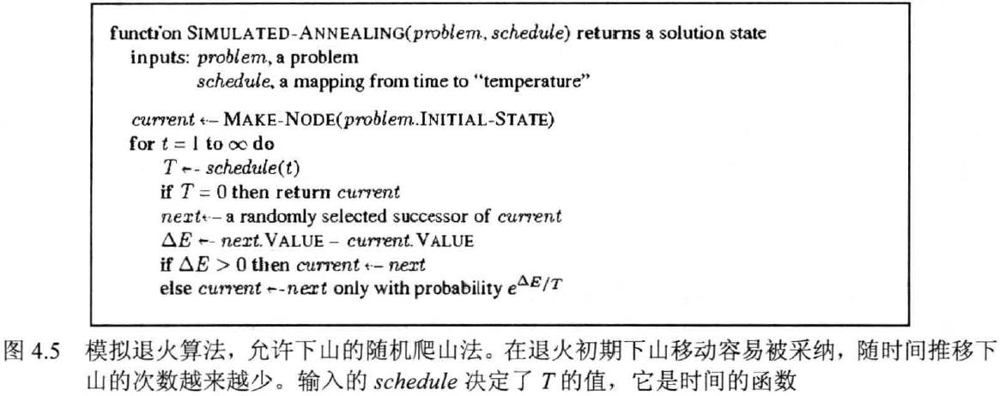 function SIMULATED-ANNEALING(problem, schedule) returns a solution state
inputs: problem, a problem
schedule, a mapping from time to "temperature"
current ← MAKE-NODE(problem.INITIAL-STATE)
for t = 1 to ∞ do
T ← schedule(t)
if T = 0 then return current
next ← a randomly selected successor of current
ΔE ← next.VALUE – current.VALUE
if ΔE > 0 then current ← next
else current ← next only with probability e^{ΔE/T}
图 4.5 模拟退火算法，允许下山的随机爬山法。在退火初期下山移动容易被采纳，随时间推移下
山的次数越来越少。输入的 schedule 决定了 T 的值，它是时间的函数